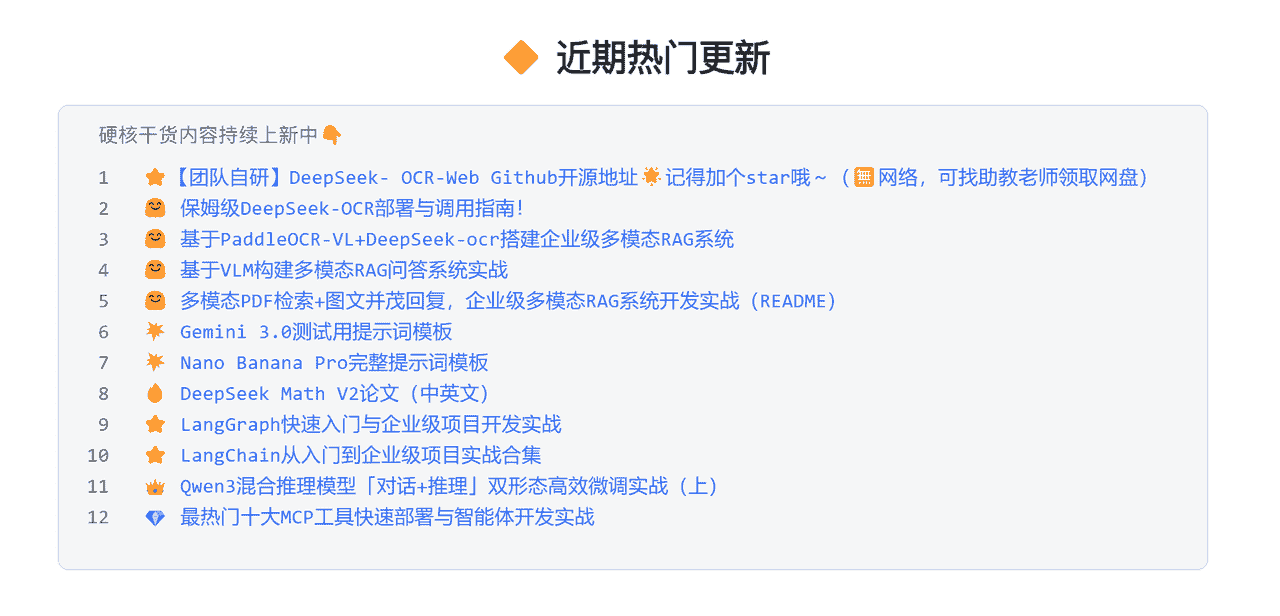 🔶 近期热门更新
硬核干货内容持续上新中👇
1 ⭐【团队自研】DeepSeek- OCR-Web Github开源地址🌟记得加个star哦~（🈚网络，可找助教老师领取网盘）
2 🤗 保姆级DeepSeek-OCR部署与调用指南！
3 🤗 基于PaddleOCR-VL+DeepSeek-ocr搭建企业级多模态RAG系统
4 🤗 基于VLM构建多模态RAG问答系统实战
5 🤗 多模态PDF检索+图文并茂回复，企业级多模态RAG系统开发实战（README）
6 💥 Gemini 3.0测试用提示词模板
7 💥 Nano Banana Pro完整提示词模板
8 💧 DeepSeek Math V2论文（中英文）
9 ⭐ LangGraph快速入门与企业级项目开发实战
10 ⭐ LangChain从入门到企业级项目实战合集
11 👑 Qwen3混合推理模型「对话+推理」双形态高效微调实战（上）
12 💎 最热门十大MCP工具快速部署与智能体开发实战